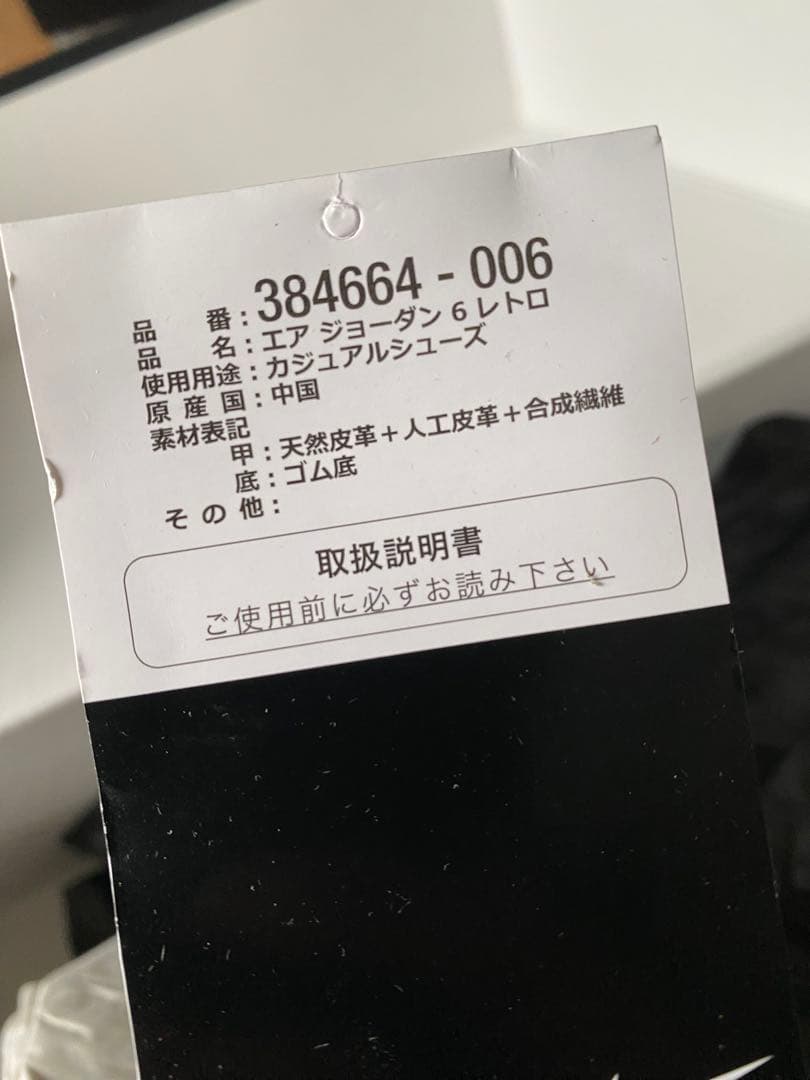 品 番：384664 - 006
品 名：エア ジョーダン 6 レトロ
使用用途：カジュアルシューズ
原 産 国：中国
素材表記
甲：天然皮革＋人工皮革＋合成繊維
底：ゴム底
そ の 他：
取扱説明書
ご使用前に必ずお読み下さい